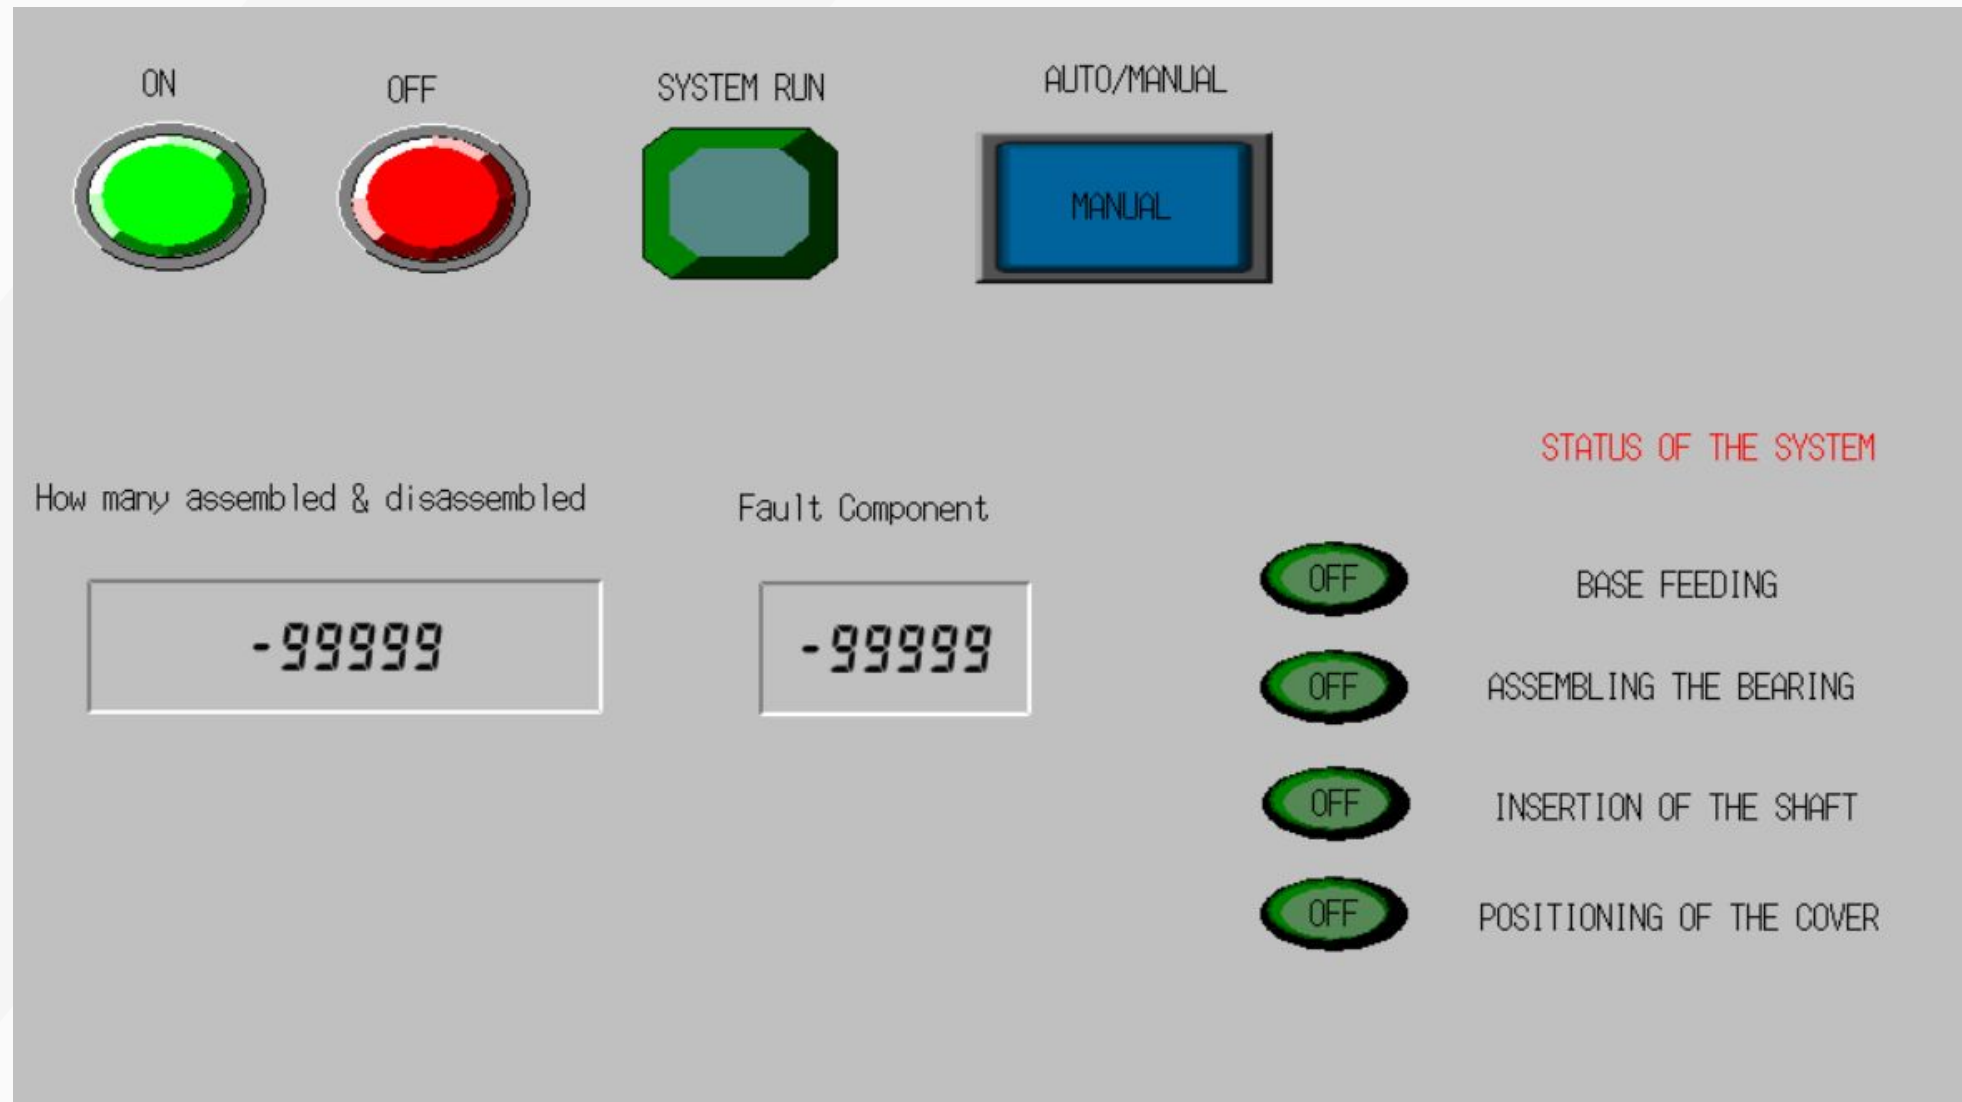 ON
OFF
SYSTEM RUN
AUTO/MANUAL
MANUAL
STATUS OF THE SYSTEM
How many assembled & disassembled
Fault Component
-99999
-99999
OFF BASE FEEDING
OFF ASSEMBLING THE BEARING
OFF INSERTION OF THE SHAFT
OFF POSITIONING OF THE COVER